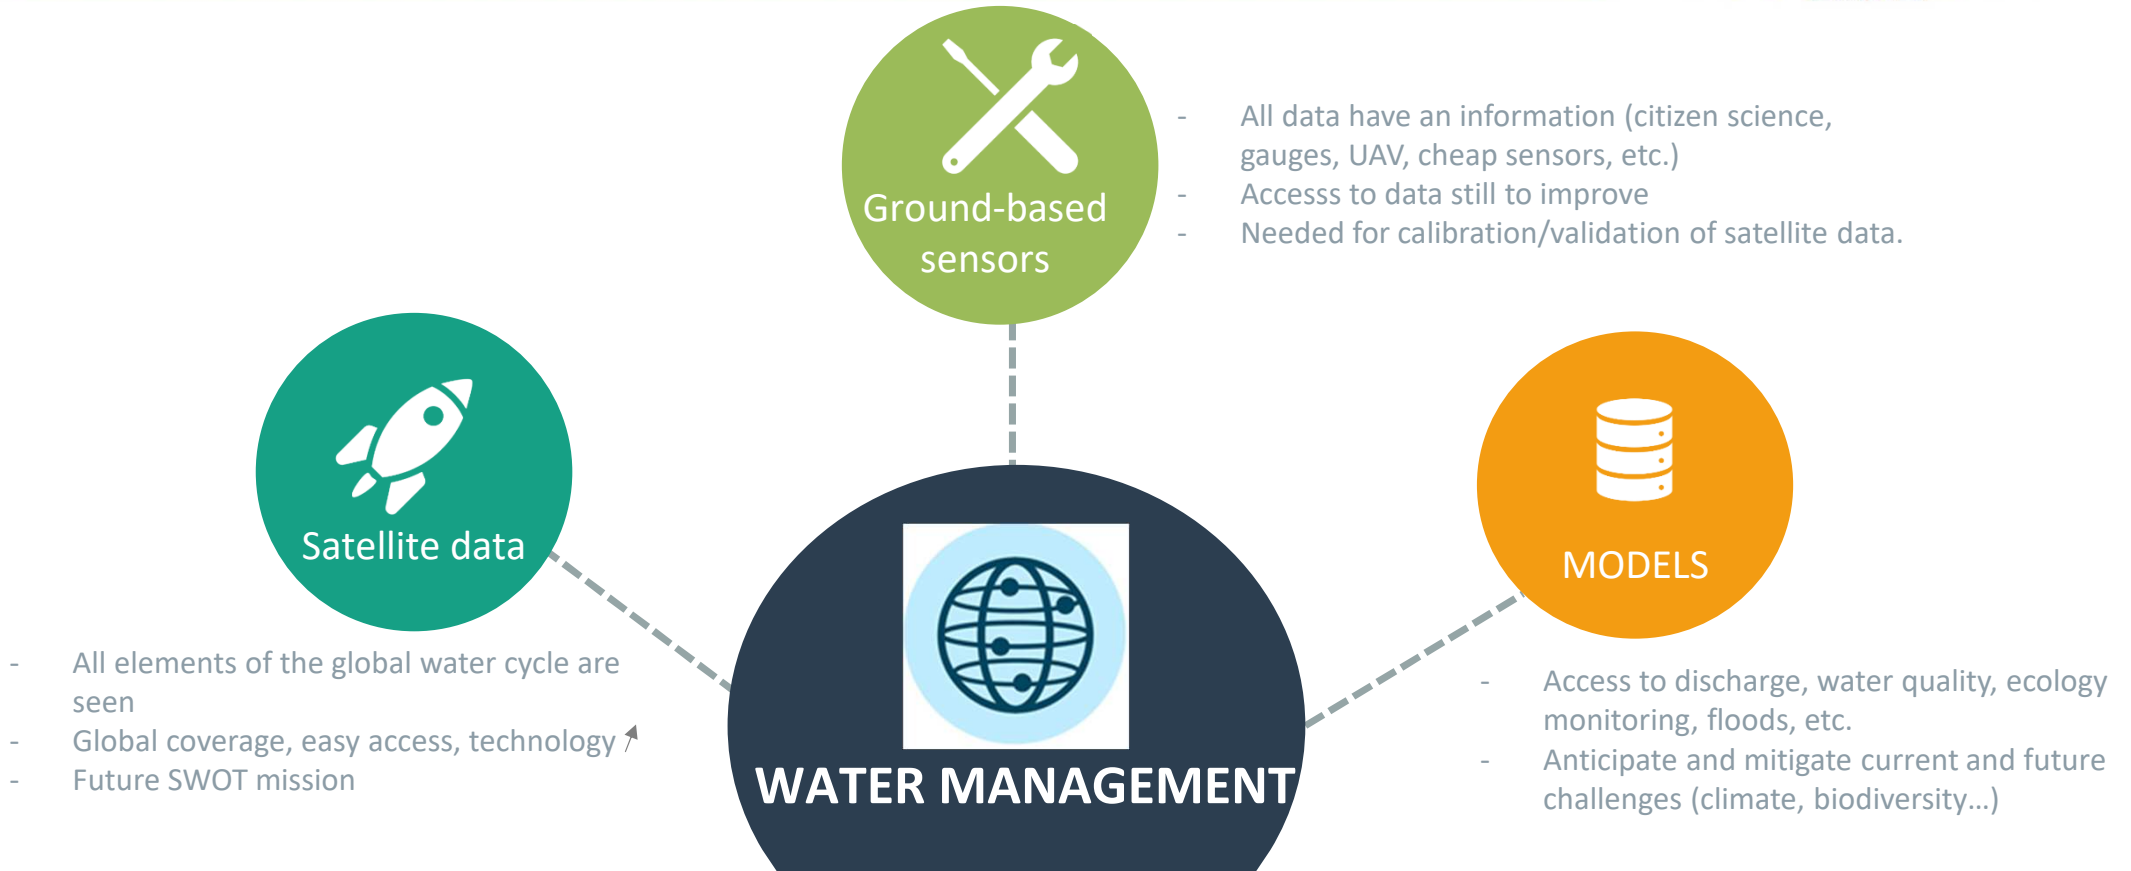 Ground-based
sensors
- All data have an information (citizen science,
gauges, UAV, cheap sensors, etc.)
- Accesss to data still to improve
- Needed for calibration/validation of satellite data.
Satellite data
- All elements of the global water cycle are
seen
- Global coverage, easy access, technology
- Future SWOT mission
MODELS
- Access to discharge, water quality, ecology
monitoring, floods, etc.
- Anticipate and mitigate current and future
challenges (climate, biodiversity…)
WATER MANAGEMENT